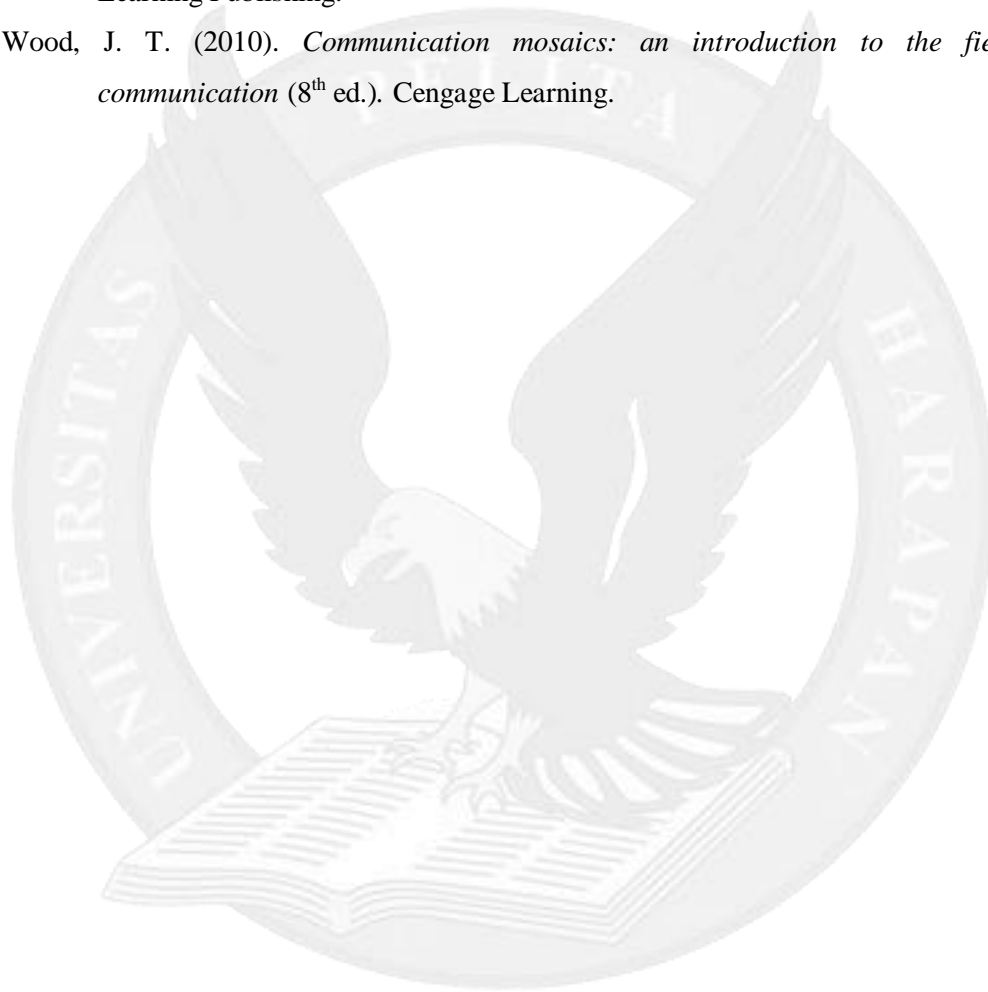 Learning Publishing.
Wood, J. T. (2010). Communication mosaics: an introduction to the
communication (8th ed.). Cengage Learning.
PELITA
UNIVERSITAS
HARAPAN